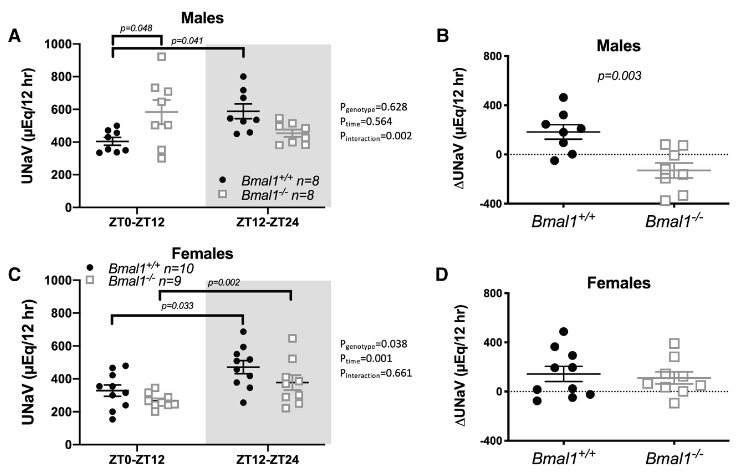 A
Males
p=0.048
p=0.041
1000
800
600
400
200
0
UNaV (µEq/12 hr)
Pgenotype=0.628
Ptime=0.564
Pinteraction=0.002
Bmal1+/+ n=8
Bmal1-/- n=8
ZT0-ZT12
ZT12-ZT24
B
Males
p=0.003
800
400
0
-400
ΔUNaV (µEq/12 hr)
Bmal1+/+
Bmal1-/-
C
Females
Bmal1+/+ n=10
Bmal1-/- n=9
p=0.002
p=0.033
1000
800
600
400
200
0
UNaV (µEq/12 hr)
Pgenotype=0.038
Ptime=0.001
Pinteraction=0.661
ZT0-ZT12
ZT12-ZT24
D
Females
800
400
0
-400
ΔUNaV (µEq/12 hr)
Bmal1+/+
Bmal1-/-